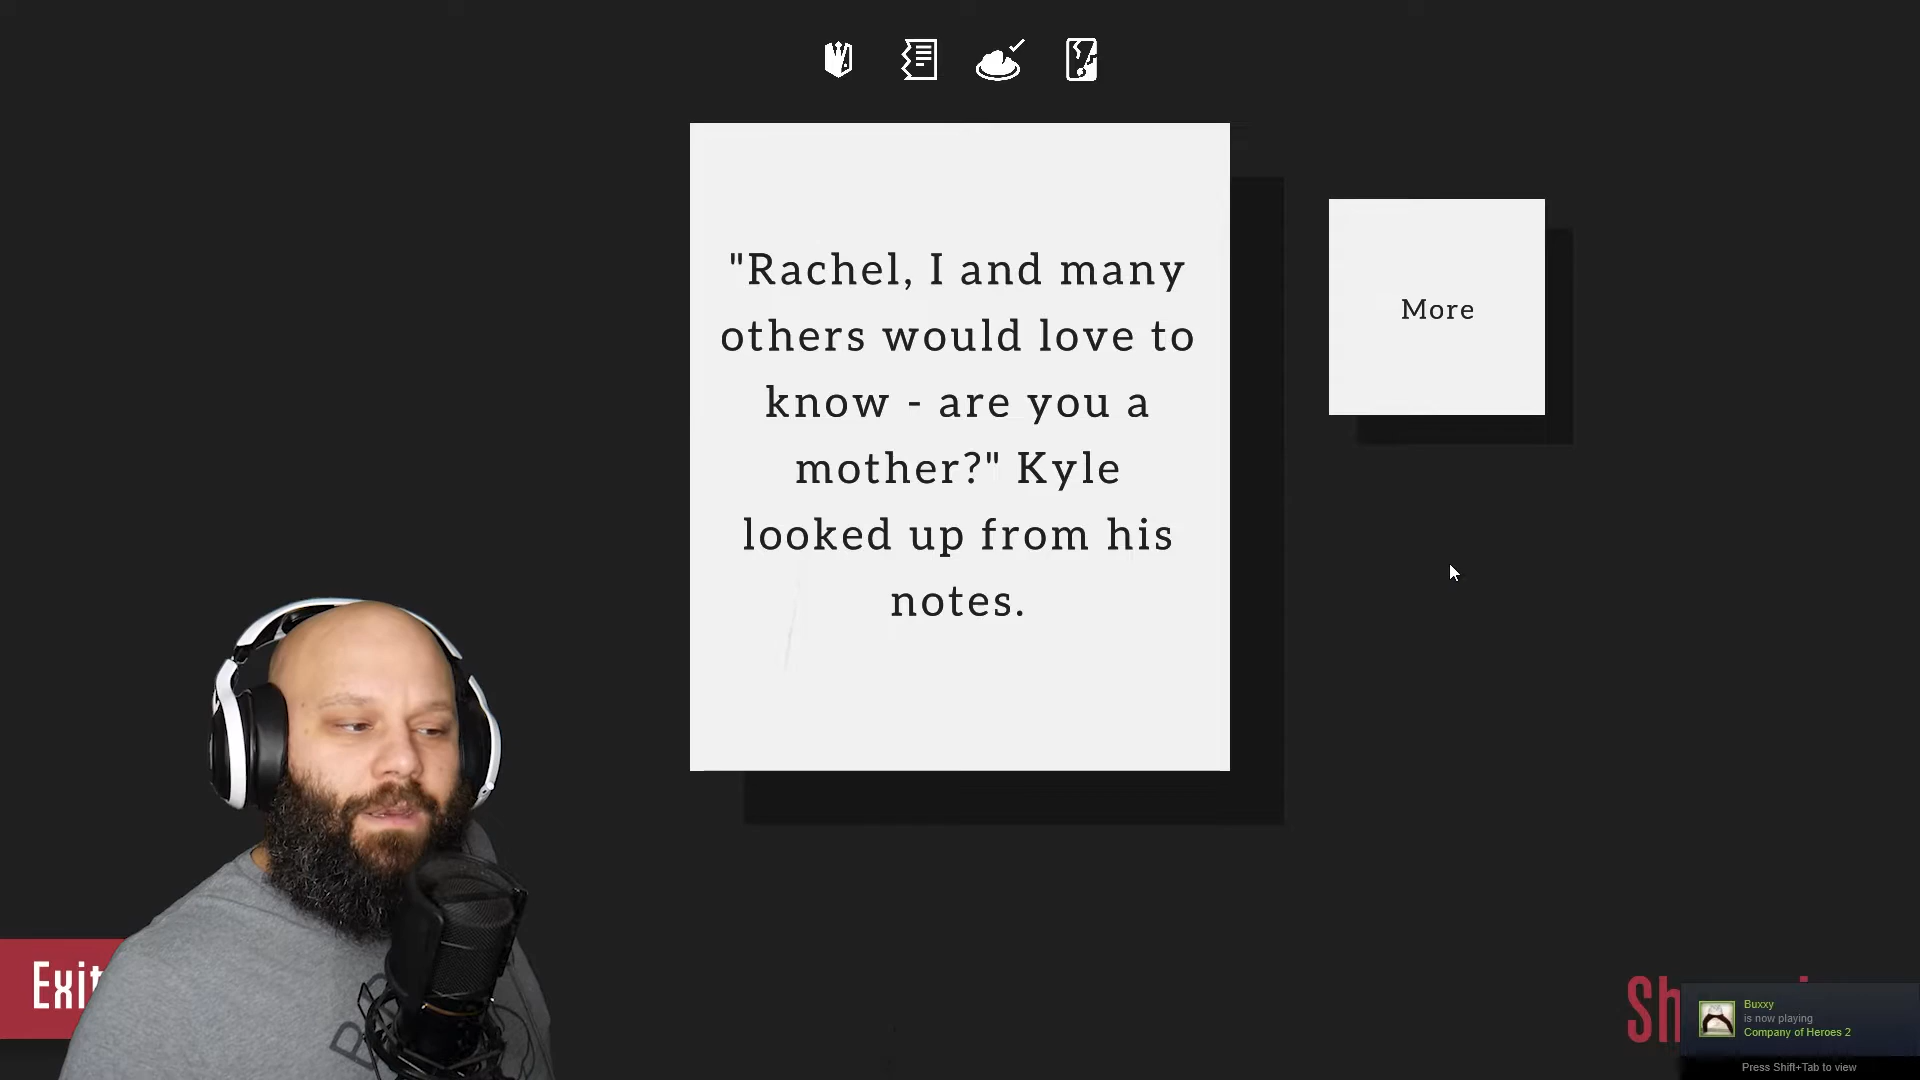 "Rachel, I and many
others would love to
know - are you a
mother?" Kyle
looked up from his
notes.
More
Exit
Buxxy
is now playing
Company of Heroes 2
Press Shift+Tab to view